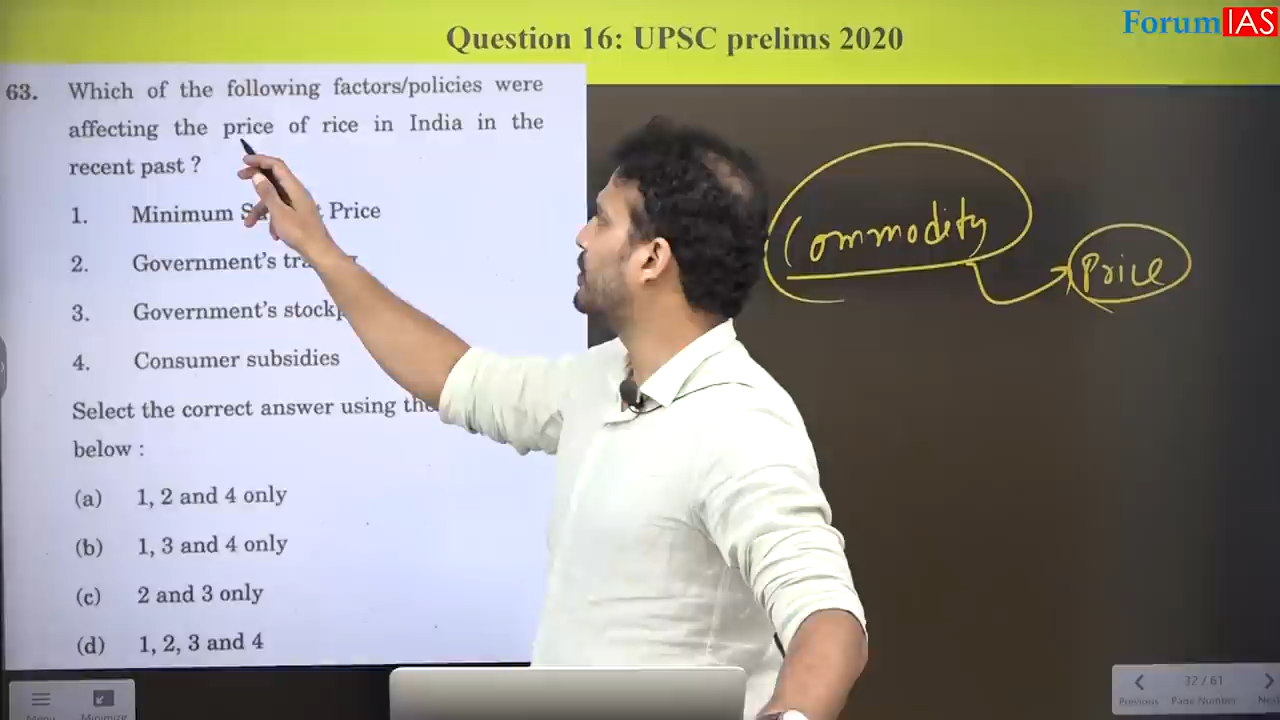 ForumIAS
Question 16: UPSC prelims 2020
63. Which of the following factors/policies were
affecting the price of rice in India in the
recent past ?
1. Minimum Price
2. Government's
3. Government's
4. Consumer subsidies
Select the correct answer using
below :
(a) 1, 2 and 4 only
(b) 1, 3 and 4 only
(c) 2 and 3 only
(d) 1, 2, 3 and 4
Commodity
Price
Menu
Minimize
32 / 61
Previous Page Number